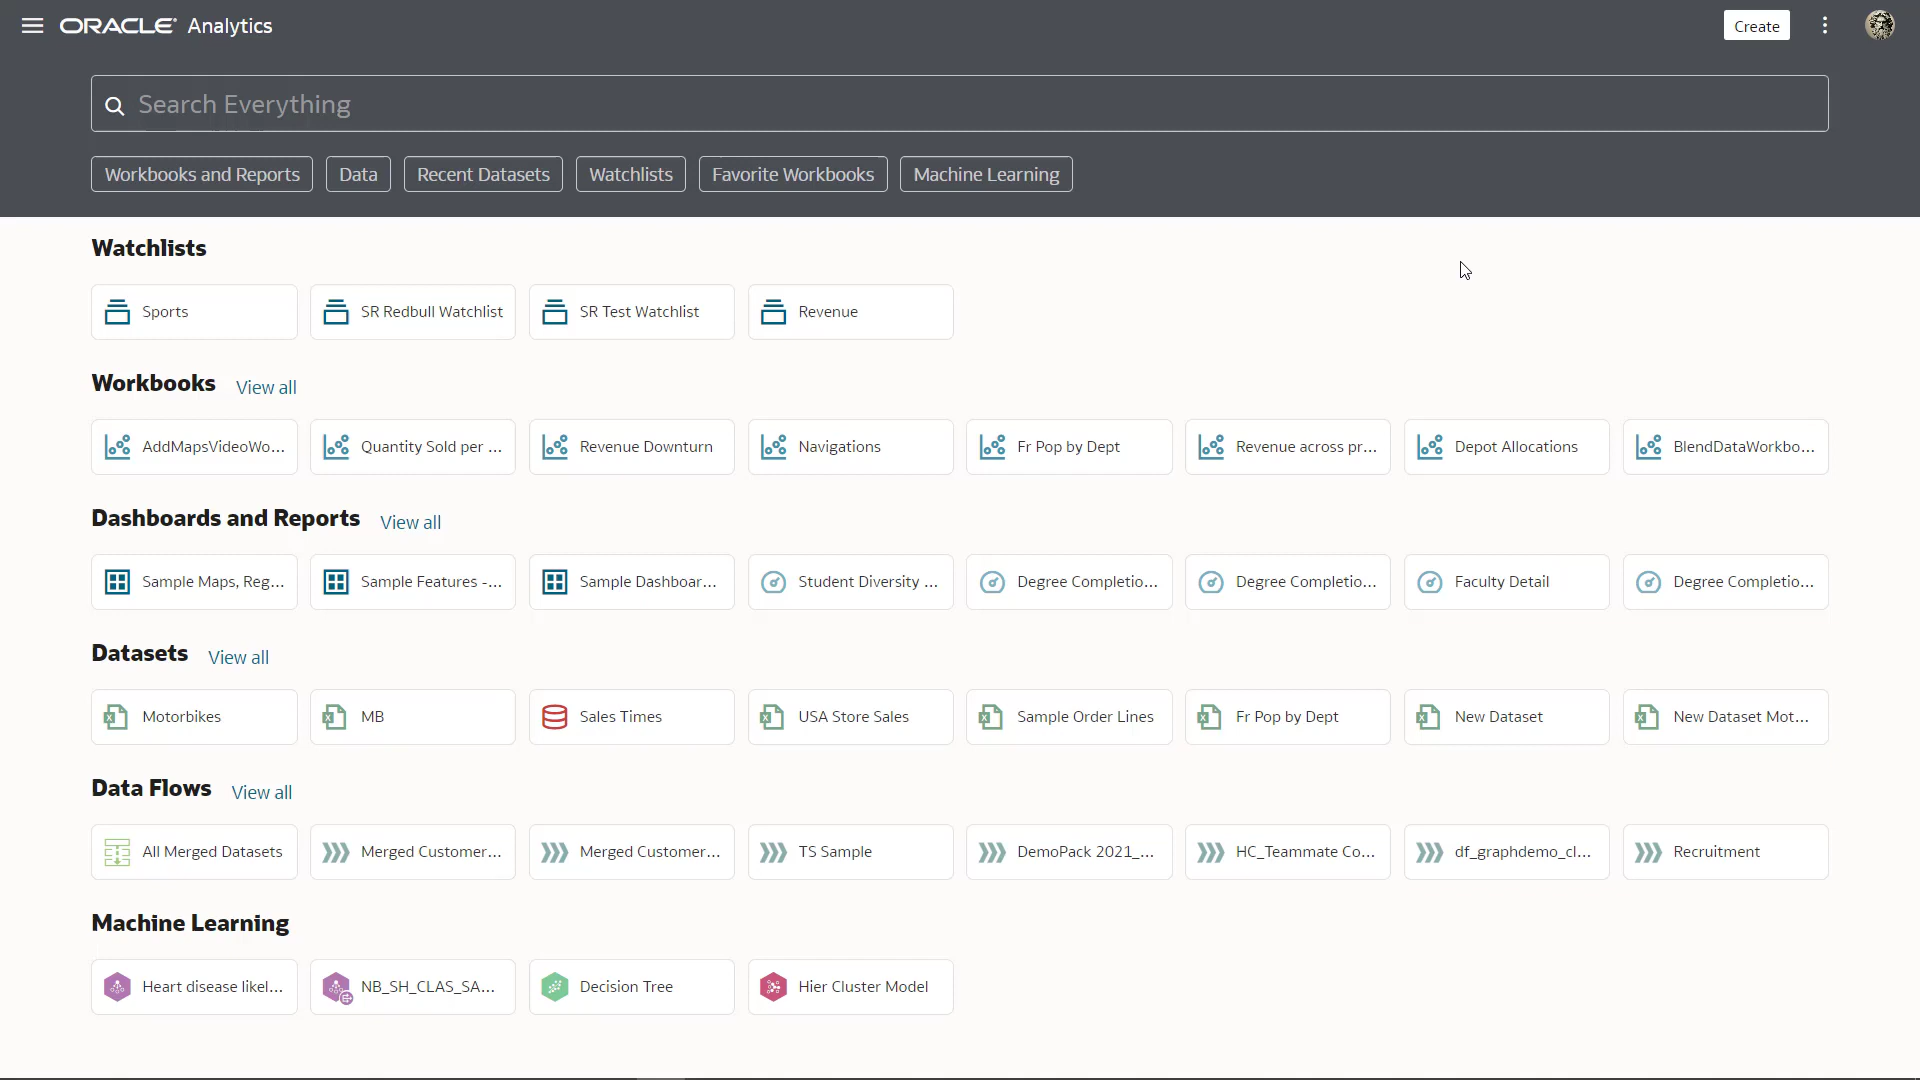 ORACLE Analytics
Create
Search Everything
Workbooks and Reports Data Recent Datasets Watchlists Favorite Workbooks Machine Learning
Watchlists
Sports SR Redbull Watchlist SR Test Watchlist Revenue
Workbooks View all
AddMapsVideoWo... Quantity Sold per ... Revenue Downturn Navigations Fr Pop by Dept Revenue across pr... Depot Allocations BlendDataWorkbo...
Dashboards and Reports View all
Sample Maps, Reg... Sample Features -... Sample Dashboar... Student Diversity ... Degree Completio... Degree Completio... Faculty Detail Degree Completio...
Datasets View all
Motorbikes MB Sales Times USA Store Sales Sample Order Lines Fr Pop by Dept New Dataset New Dataset Mot...
Data Flows View all
All Merged Datasets Merged Customer... Merged Customer... TS Sample DemoPack 2021_... HC_Teammate Co... df_graphdemo_cl... Recruitment
Machine Learning
Heart disease likel... NB_SH_CLAS_SA... Decision Tree Hier Cluster Model